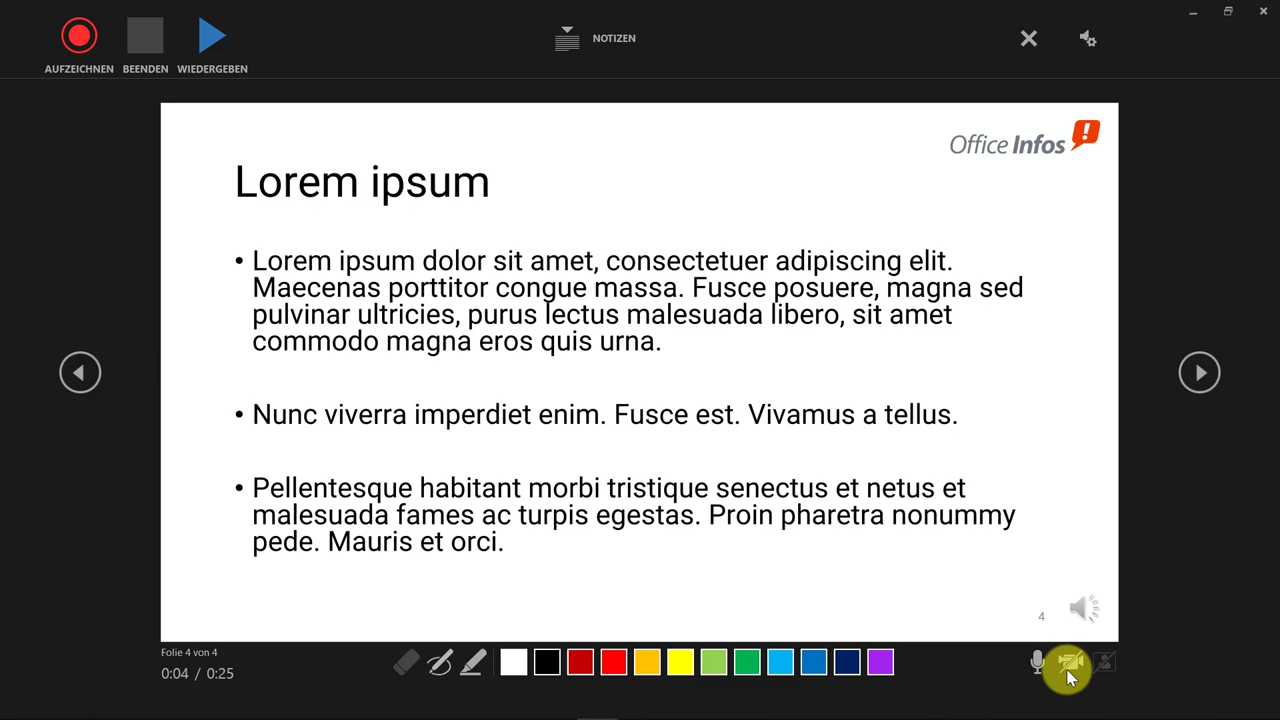 AUFZEICHNEN BEENDEN WIEDERGEBEN
NOTIZEN
Office Infos !
Lorem ipsum
• Lorem ipsum dolor sit amet, consectetuer adipiscing elit.
Maecenas porttitor congue massa. Fusce posuere, magna sed
pulvinar ultricies, purus lectus malesuada libero, sit amet
commodo magna eros quis urna.
• Nunc viverra imperdiet enim. Fusce est. Vivamus a tellus.
• Pellentesque habitant morbi tristique senectus et netus et
malesuada fames ac turpis egestas. Proin pharetra nonummy
pede. Mauris et orci.
4
Folie 4 von 4
0:04 / 0:25